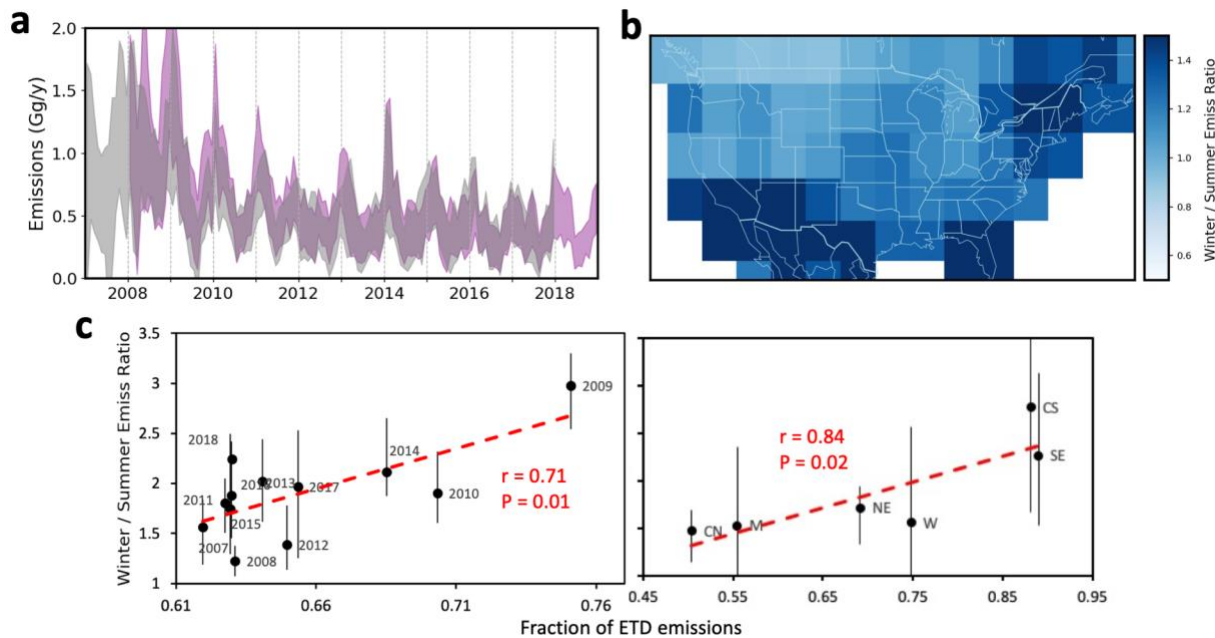 a
2.0
1.5
1.0
0.5
0.0
Emissions (Gg/y)
2008
2010
2012
2014
2016
2018
b
1.4
1.2
1.0
0.8
0.6
Winter / Summer Emiss Ratio
c
Winter / Summer Emiss Ratio
3.5
3
2.5
2
1.5
1
2009
2018
2014
2013
2017
2010
2011
2015
2012
2007
2008
r = 0.71
P = 0.01
0.61
0.66
0.71
0.76
r = 0.84
P = 0.02
CS
SE
NE
W
CN
M
0.45
0.55
0.65
0.75
0.85
0.95
Fraction of ETD emissions